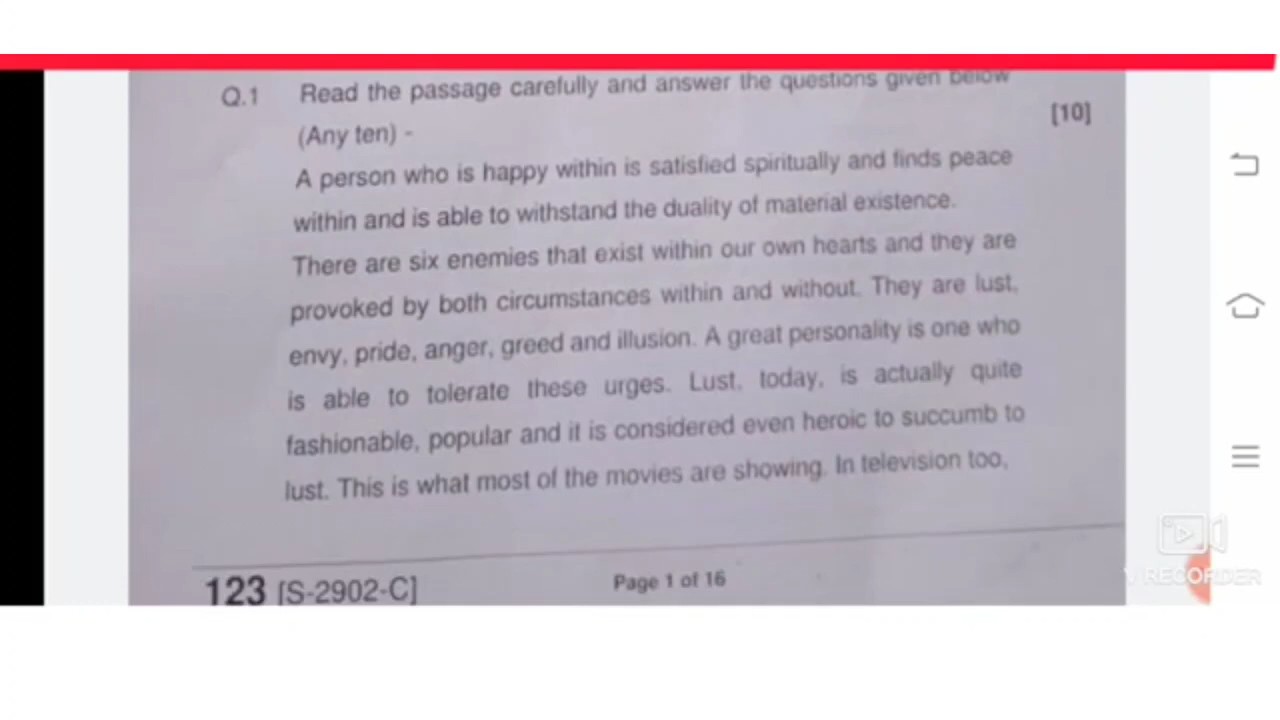 Q.1 Read the passage carefully and answer the questions given below
(Any ten) - [10]
A person who is happy within is satisfied spiritually and finds peace
within and is able to withstand the duality of material existence.
There are six enemies that exist within our own hearts and they are
provoked by both circumstances within and without. They are lust,
envy, pride, anger, greed and illusion. A great personality is one who
is able to tolerate these urges. Lust, today, is actually quite
fashionable, popular and it is considered even heroic to succumb to
lust. This is what most of the movies are showing. In television too,
123 [S-2902-C] Page 1 of 16
V RECORDER